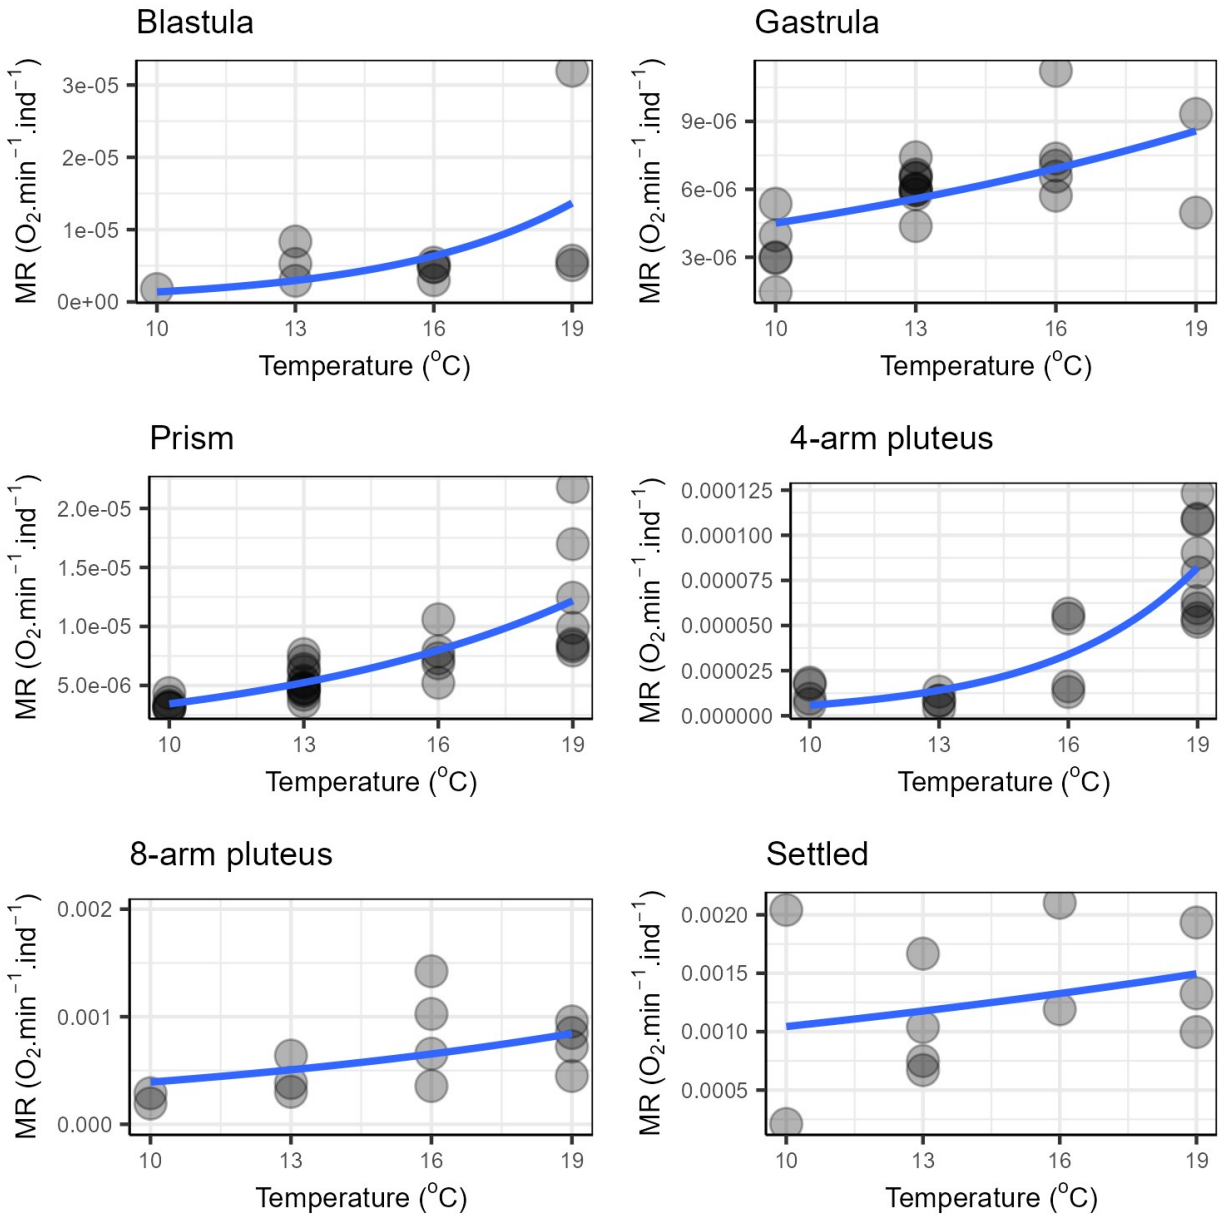 Blastula
MR (O₂.min⁻¹.ind⁻¹)
3e-05
2e-05
1e-05
0e+00
10 13 16 19
Temperature (°C)
Gastrula
MR (O₂.min⁻¹.ind⁻¹)
9e-06
6e-06
3e-06
10 13 16 19
Temperature (°C)
Prism
MR (O₂.min⁻¹.ind⁻¹)
2.0e-05
1.5e-05
1.0e-05
5.0e-06
10 13 16 19
Temperature (°C)
4-arm pluteus
MR (O₂.min⁻¹.ind⁻¹)
0.000125
0.000100
0.000075
0.000050
0.000025
0.000000
10 13 16 19
Temperature (°C)
8-arm pluteus
MR (O₂.min⁻¹.ind⁻¹)
0.002
0.001
0.000
10 13 16 19
Temperature (°C)
Settled
MR (O₂.min⁻¹.ind⁻¹)
0.0020
0.0015
0.0010
0.0005
10 13 16 19
Temperature (°C)